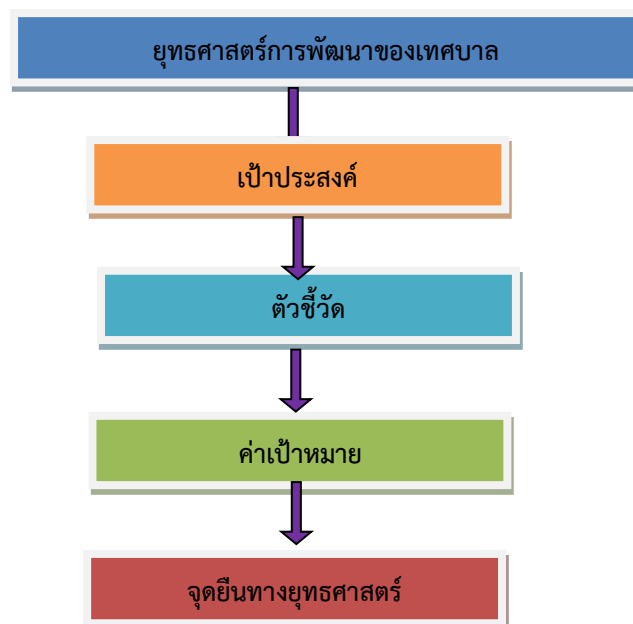 ยุทธศาสตร์การพัฒนาของเทศบาล
เป้าประสงค์
ตัวชี้วัด
ค่าเป้าหมาย
จุดยืนทางยุทธศาสตร์